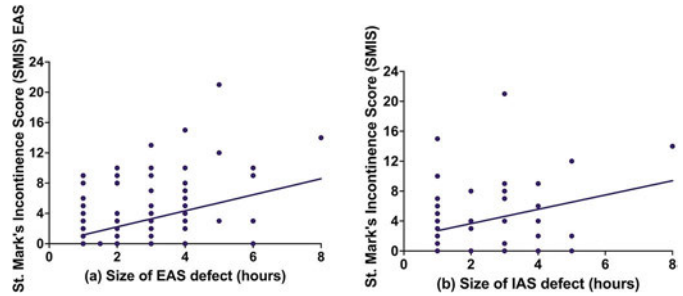 St. Mark's Incontinence Score (SMIS) EAS
24
20
16
12
8
4
0
0 2 4 6 8
(a) Size of EAS defect (hours)
St. Mark's Incontinence Score (SMIS)
24
20
16
12
8
4
0
0 2 4 6 8
(b) Size of IAS defect (hours)